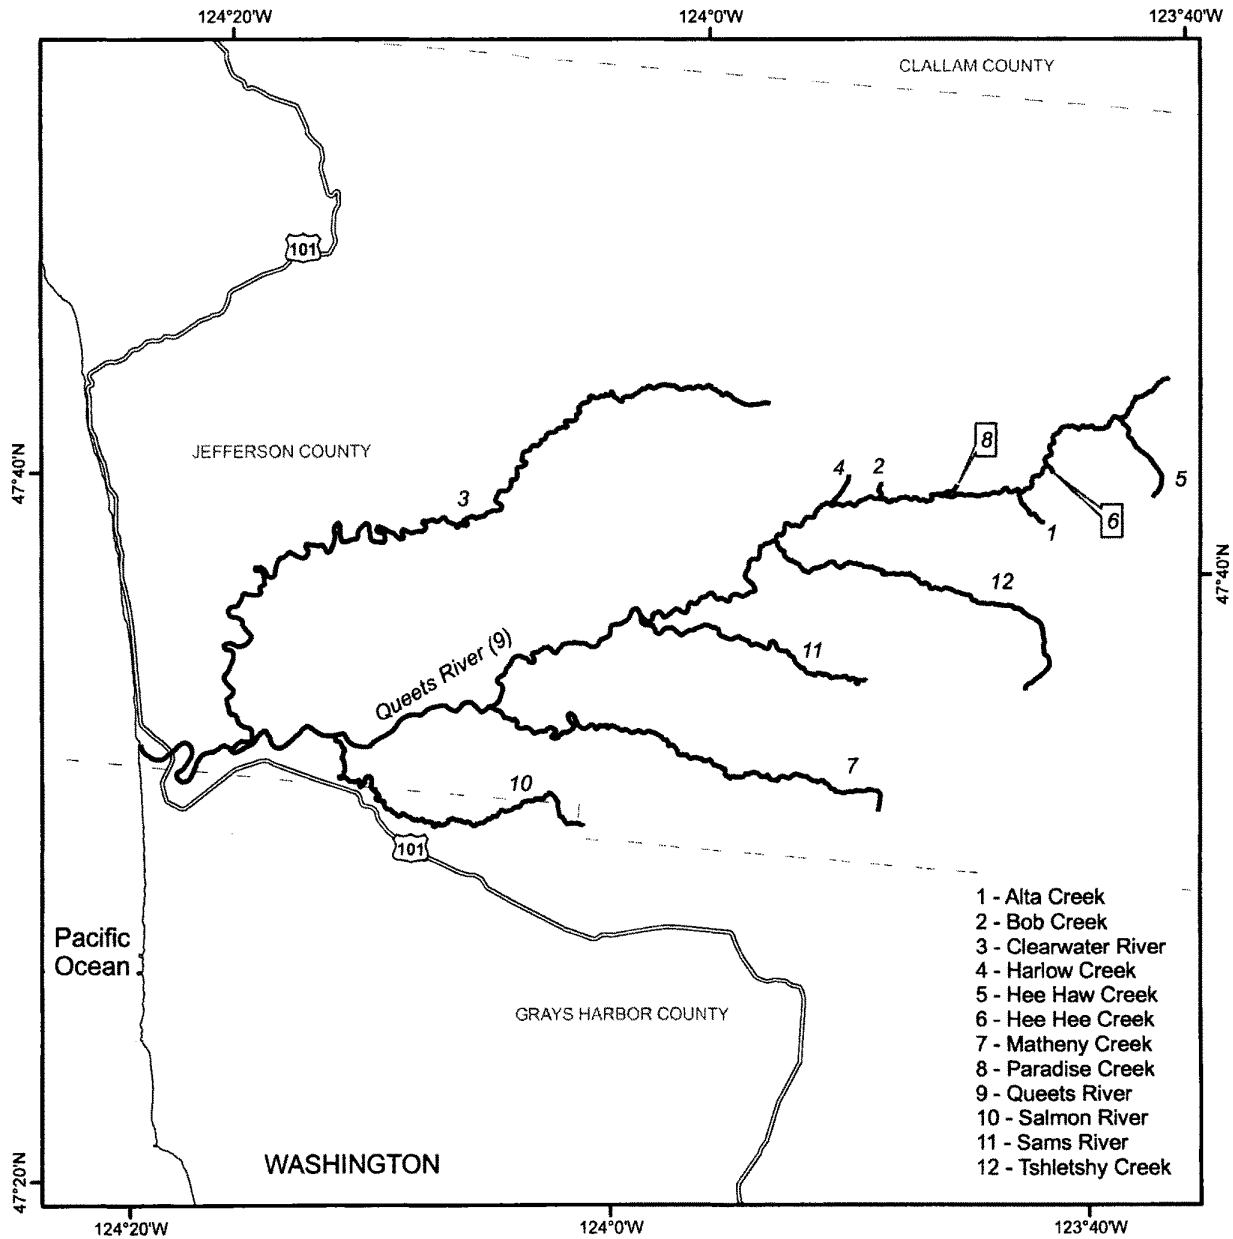 124°20'W
124°0'W
123°40'W
CLALLAM COUNTY
101
JEFFERSON COUNTY
47°40'N
3
4
2
8
5
6
1
47°40'N
12
Queets River (9)
11
7
10
101
1 - Alta Creek
2 - Bob Creek
3 - Clearwater River
4 - Harlow Creek
5 - Hee Haw Creek
6 - Hee Hee Creek
7 - Matheny Creek
8 - Paradise Creek
9 - Queets River
10 - Salmon River
11 - Sams River
12 - Tshletshy Creek
Pacific
Ocean
GRAYS HARBOR COUNTY
WASHINGTON
47°20'N
124°20'W
124°0'W
123°40'W